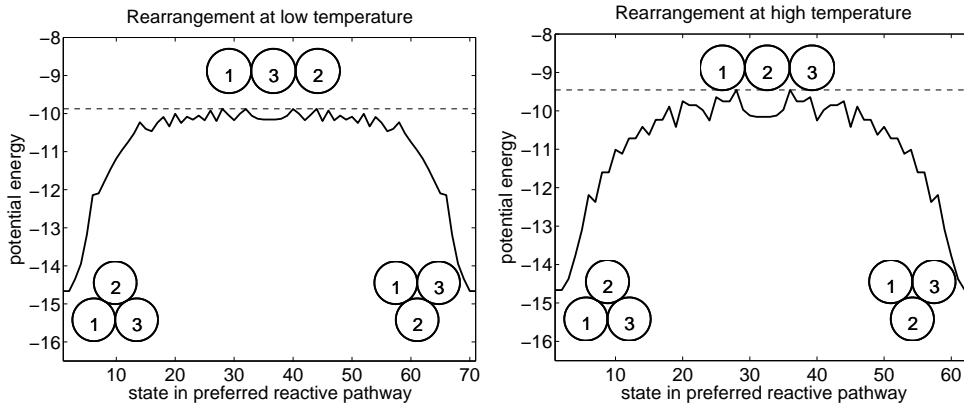 Rearrangement at low temperature
−8
−9
−10
−11
−12
−13
−14
−15
−16
potential energy
1 3 2
2
1 3
1 3
2
10 20 30 40 50 60 70
state in preferred reactive pathway
Rearrangement at high temperature
−8
−9
−10
−11
−12
−13
−14
−15
−16
potential energy
1 2 3
2
1 3
1 3
2
10 20 30 40 50 60
state in preferred reactive pathway